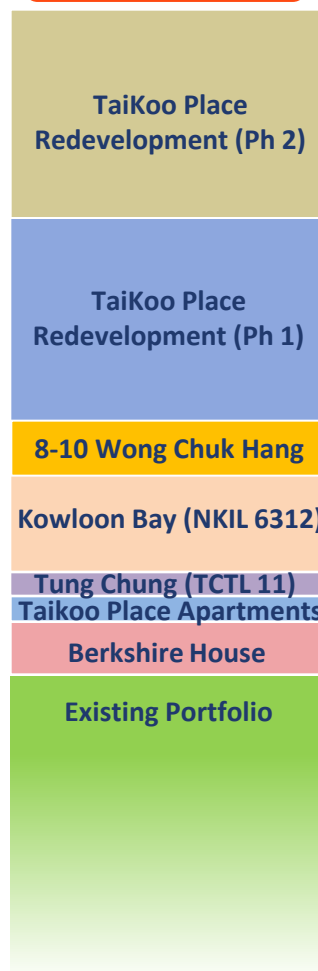 TaiKoo Place
Redevelopment (Ph 2)
TaiKoo Place
Redevelopment (Ph 1)
8-10 Wong Chuk Hang
Kowloon Bay (NKIL 6312)
Tung Chung (TCTL 11)
Taikoo Place Apartments
Berkshire House
Existing Portfolio